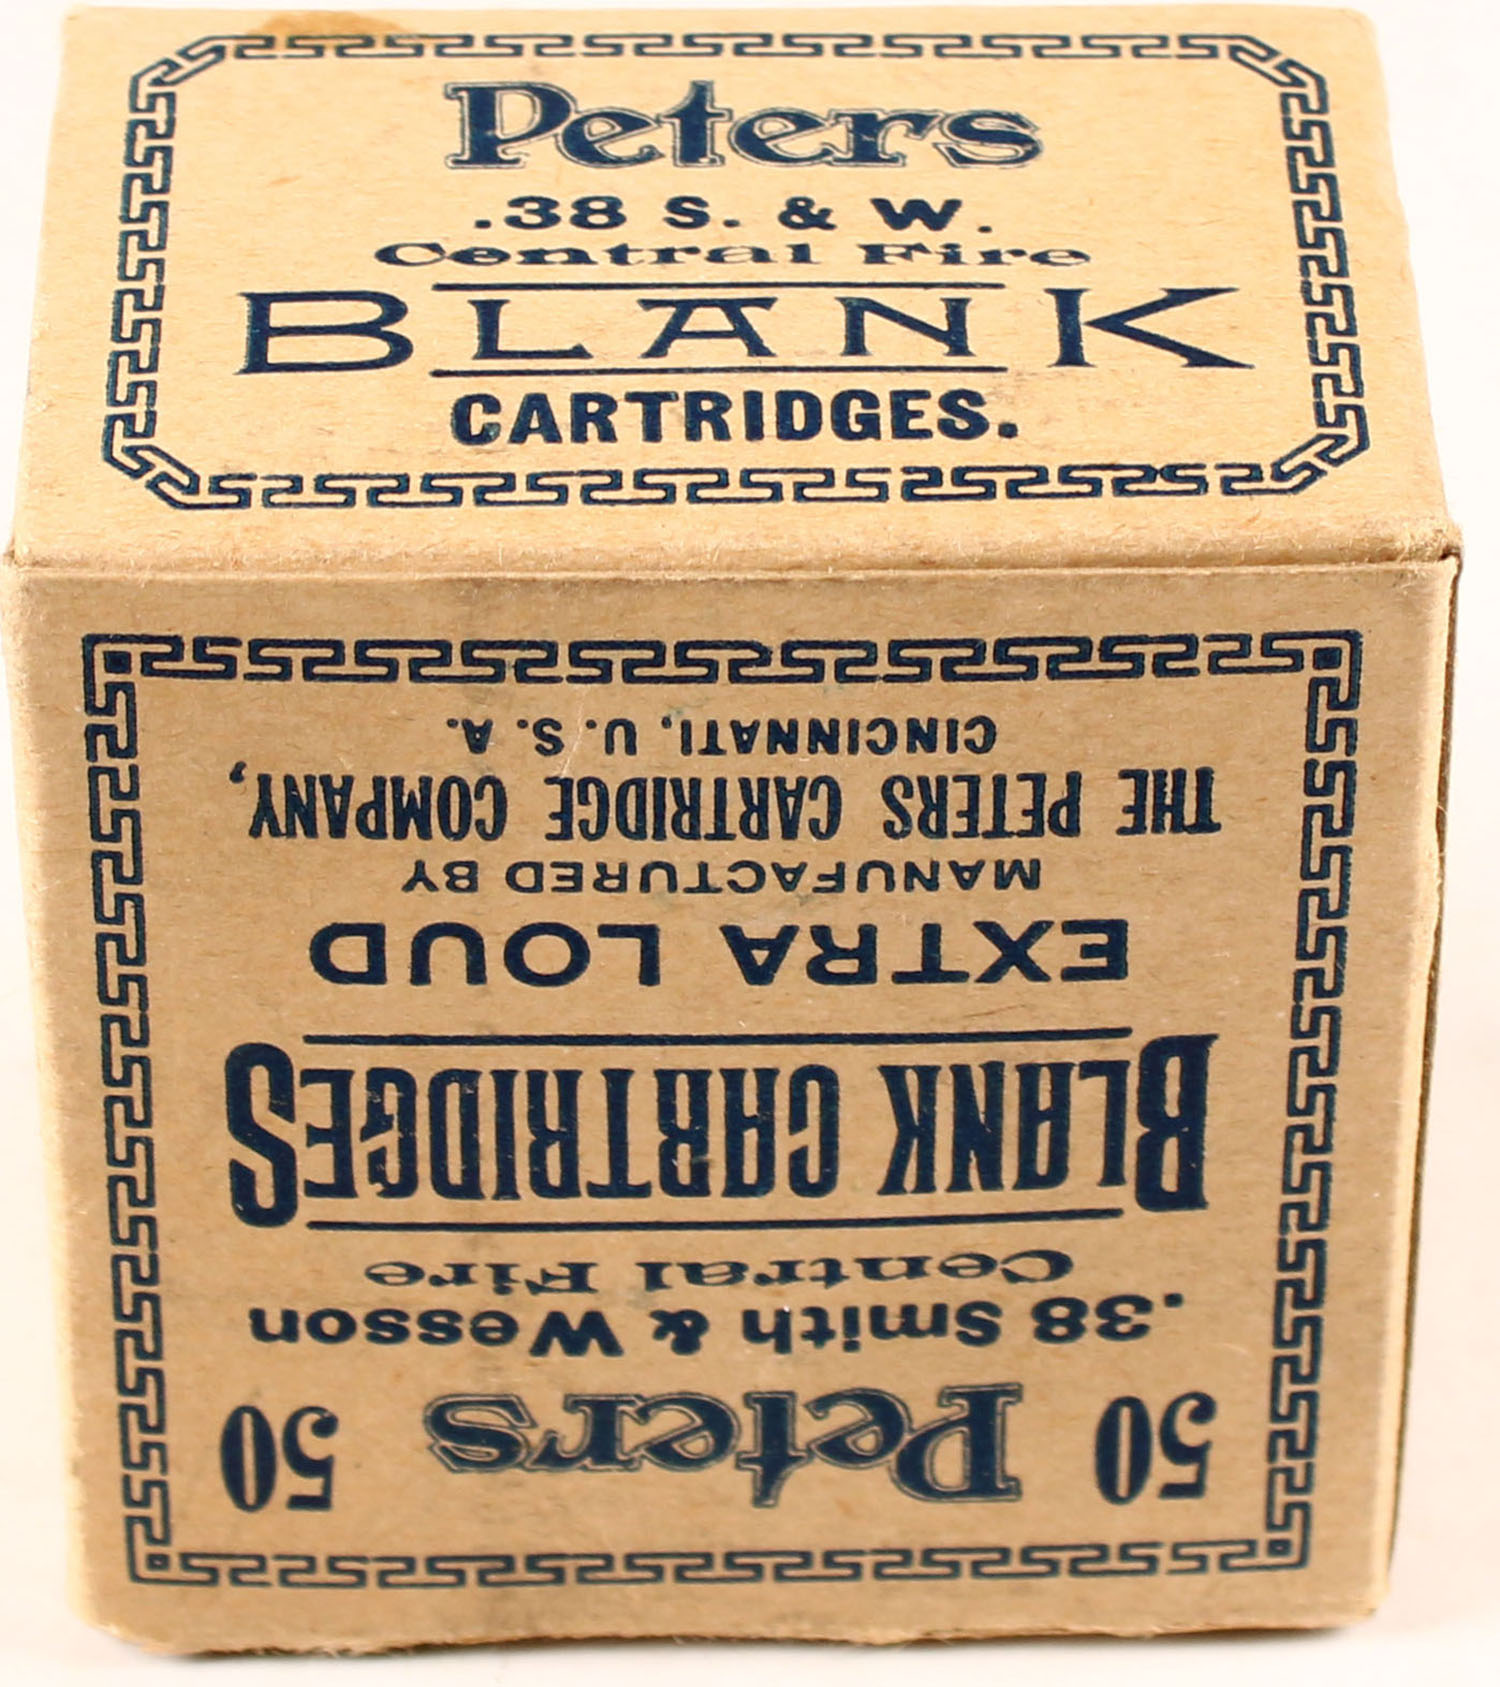 Peters
.38 S. & W.
Central Fire
BLANK
CARTRIDGES.
50 Peters 50
.38 Smith & Wesson
Central Fire
BLANK CARTRIDGES
EXTRA LOUD
MANUFACTURED BY
THE PETERS CARTRIDGE COMPANY,
CINCINNATI, U. S. A.